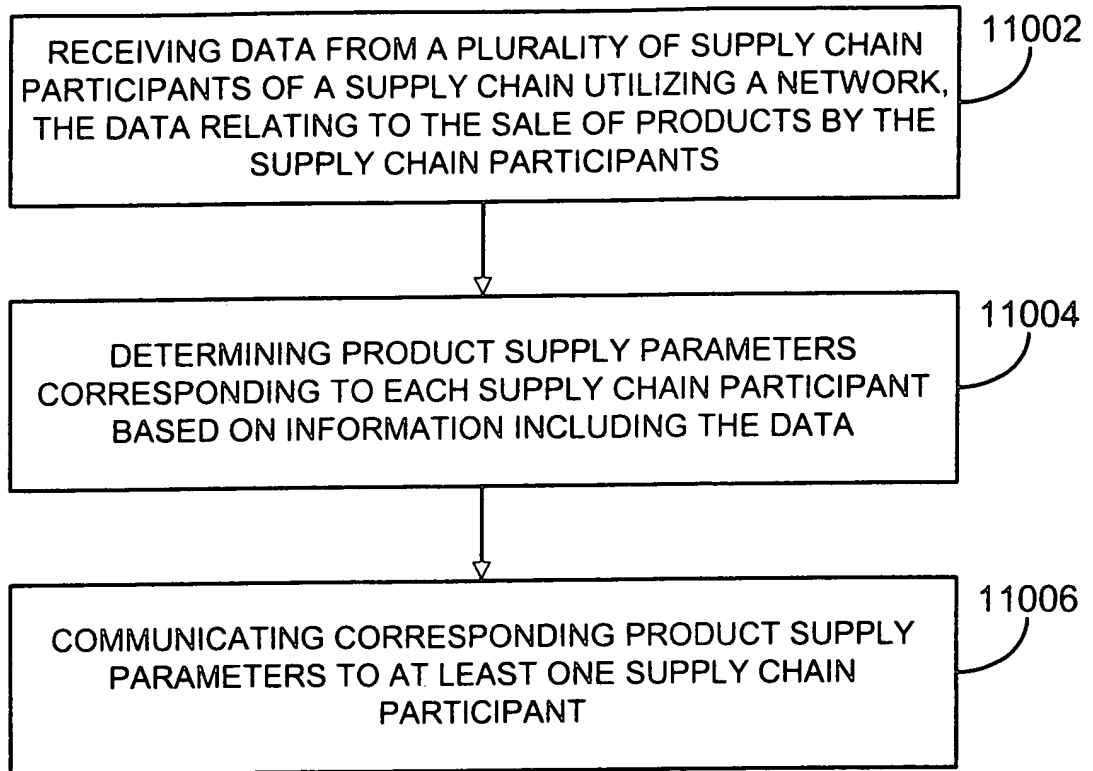 11002
RECEIVING DATA FROM A PLURALITY OF SUPPLY CHAIN
PARTICIPANTS OF A SUPPLY CHAIN UTILIZING A NETWORK,
THE DATA RELATING TO THE SALE OF PRODUCTS BY THE
SUPPLY CHAIN PARTICIPANTS
11004
DETERMINING PRODUCT SUPPLY PARAMETERS
CORRESPONDING TO EACH SUPPLY CHAIN PARTICIPANT
BASED ON INFORMATION INCLUDING THE DATA
11006
COMMUNICATING CORRESPONDING PRODUCT SUPPLY
PARAMETERS TO AT LEAST ONE SUPPLY CHAIN
PARTICIPANT